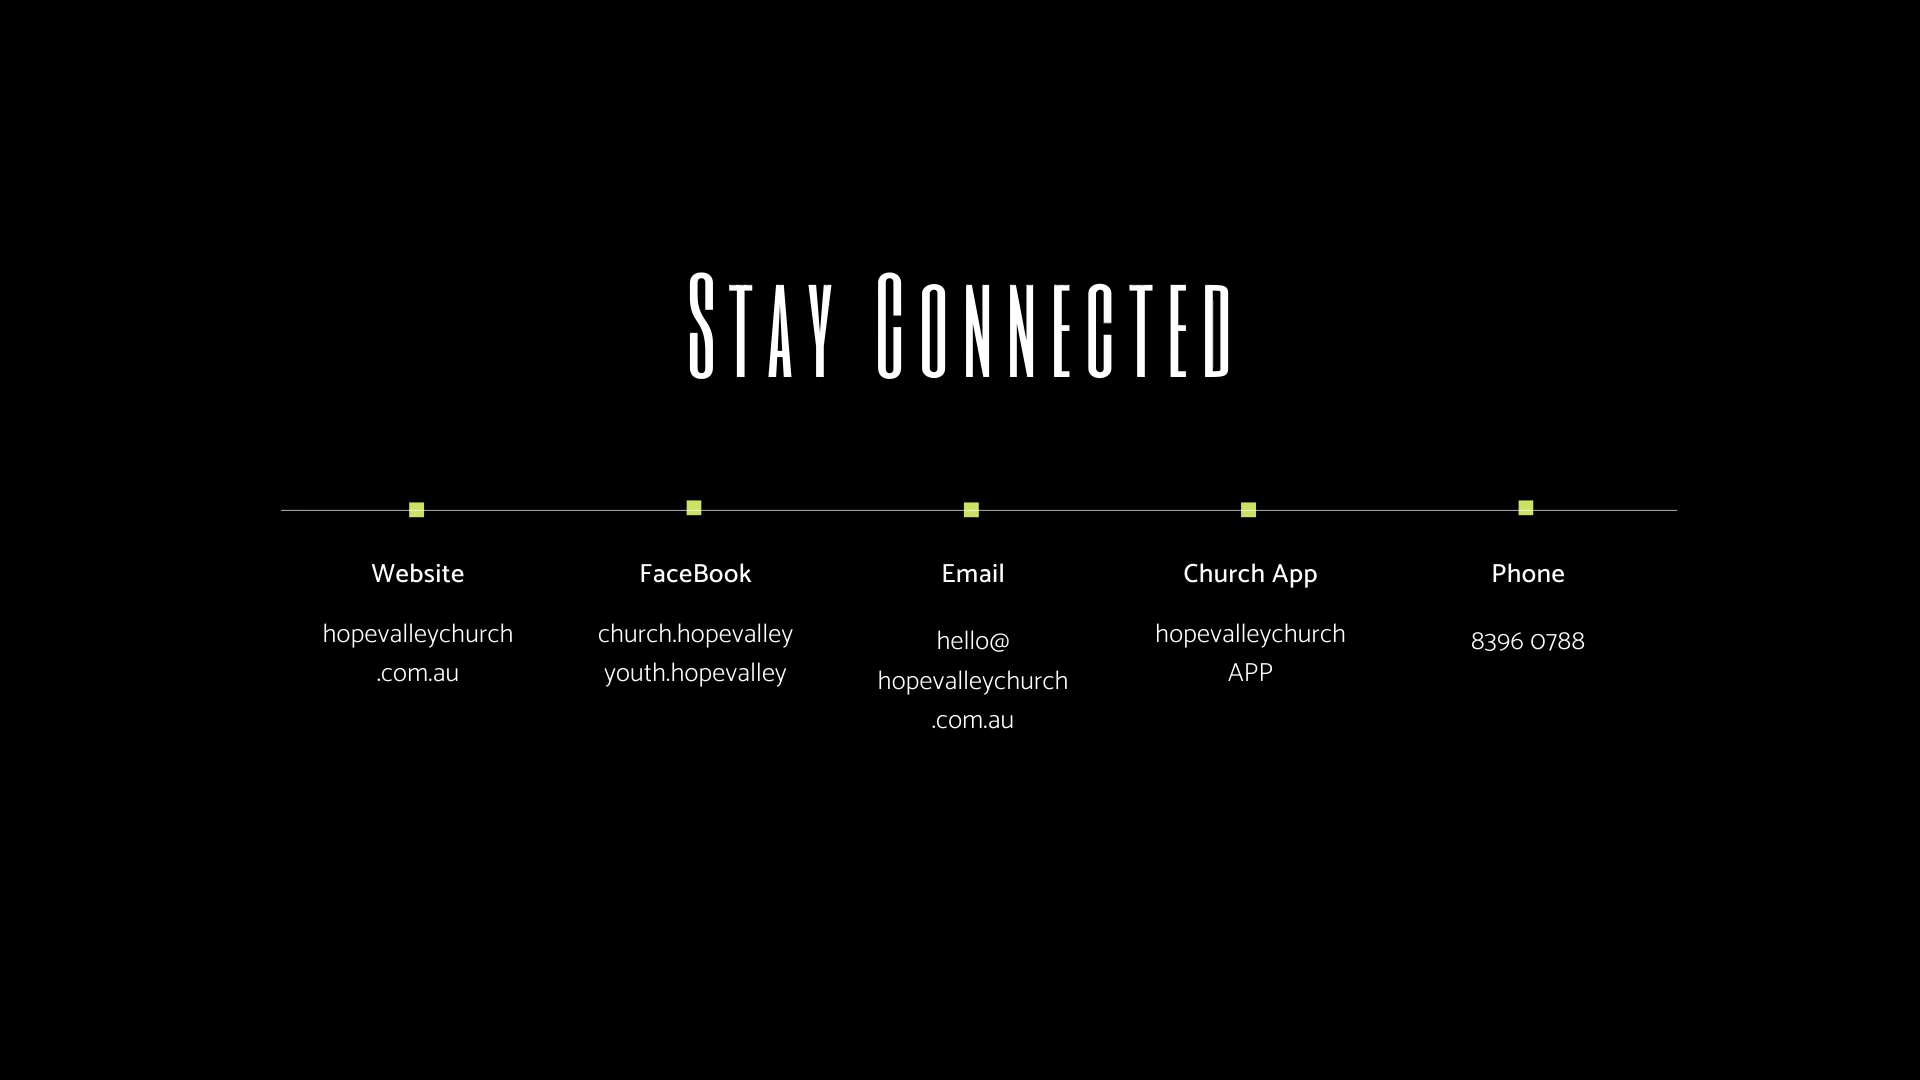 Stay Connected
Website
hopevalleychurch
.com.au
FaceBook
church.hopevalley
youth.hopevalley
Email
hello@
hopevalleychurch
.com.au
Church App
hopevalleychurch
APP
Phone
8396 0788